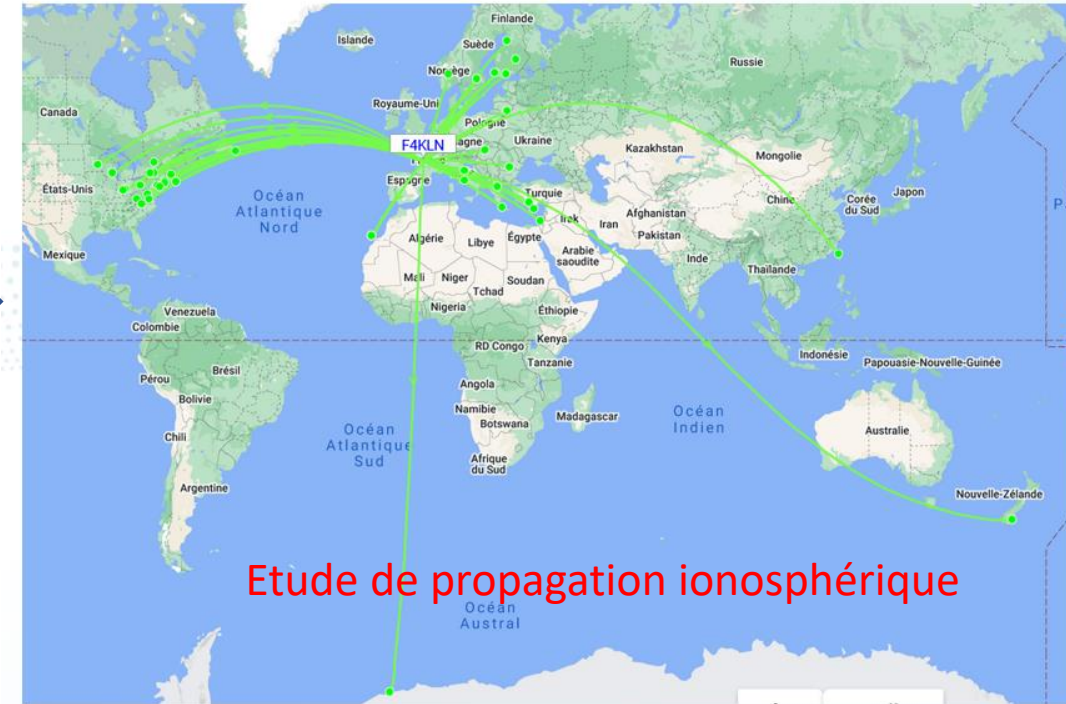 Finlande
Islande
Suède
Russie
Norvège
Canada
Royaume-Uni
Pologne
F4KLN
Ukraine
Kazakhstan
Mongolie
États-Unis
Espagne
Océan
Atlantique
Nord
Turquie
Chine
Corée
du Sud
Japon
Irak
Iran
Afghanistan
Pakistan
Mexique
Algérie
Libye
Égypte
Arabie
saoudite
Inde
Thaïlande
Mali
Niger
Tchad
Soudan
Nigeria
Éthiopie
Venezuela
Colombie
RD Congo
Kenya
Tanzanie
Indonésie
Papouasie-Nouvelle-Guinée
Pérou
Brésil
Bolivie
Angola
Namibie
Botswana
Madagascar
Océan
Indien
Australie
Chili
Océan
Atlantique
Sud
Afrique
du Sud
Argentine
Nouvelle-Zélande
Etude de propagation ionosphérique
Océan
Austral